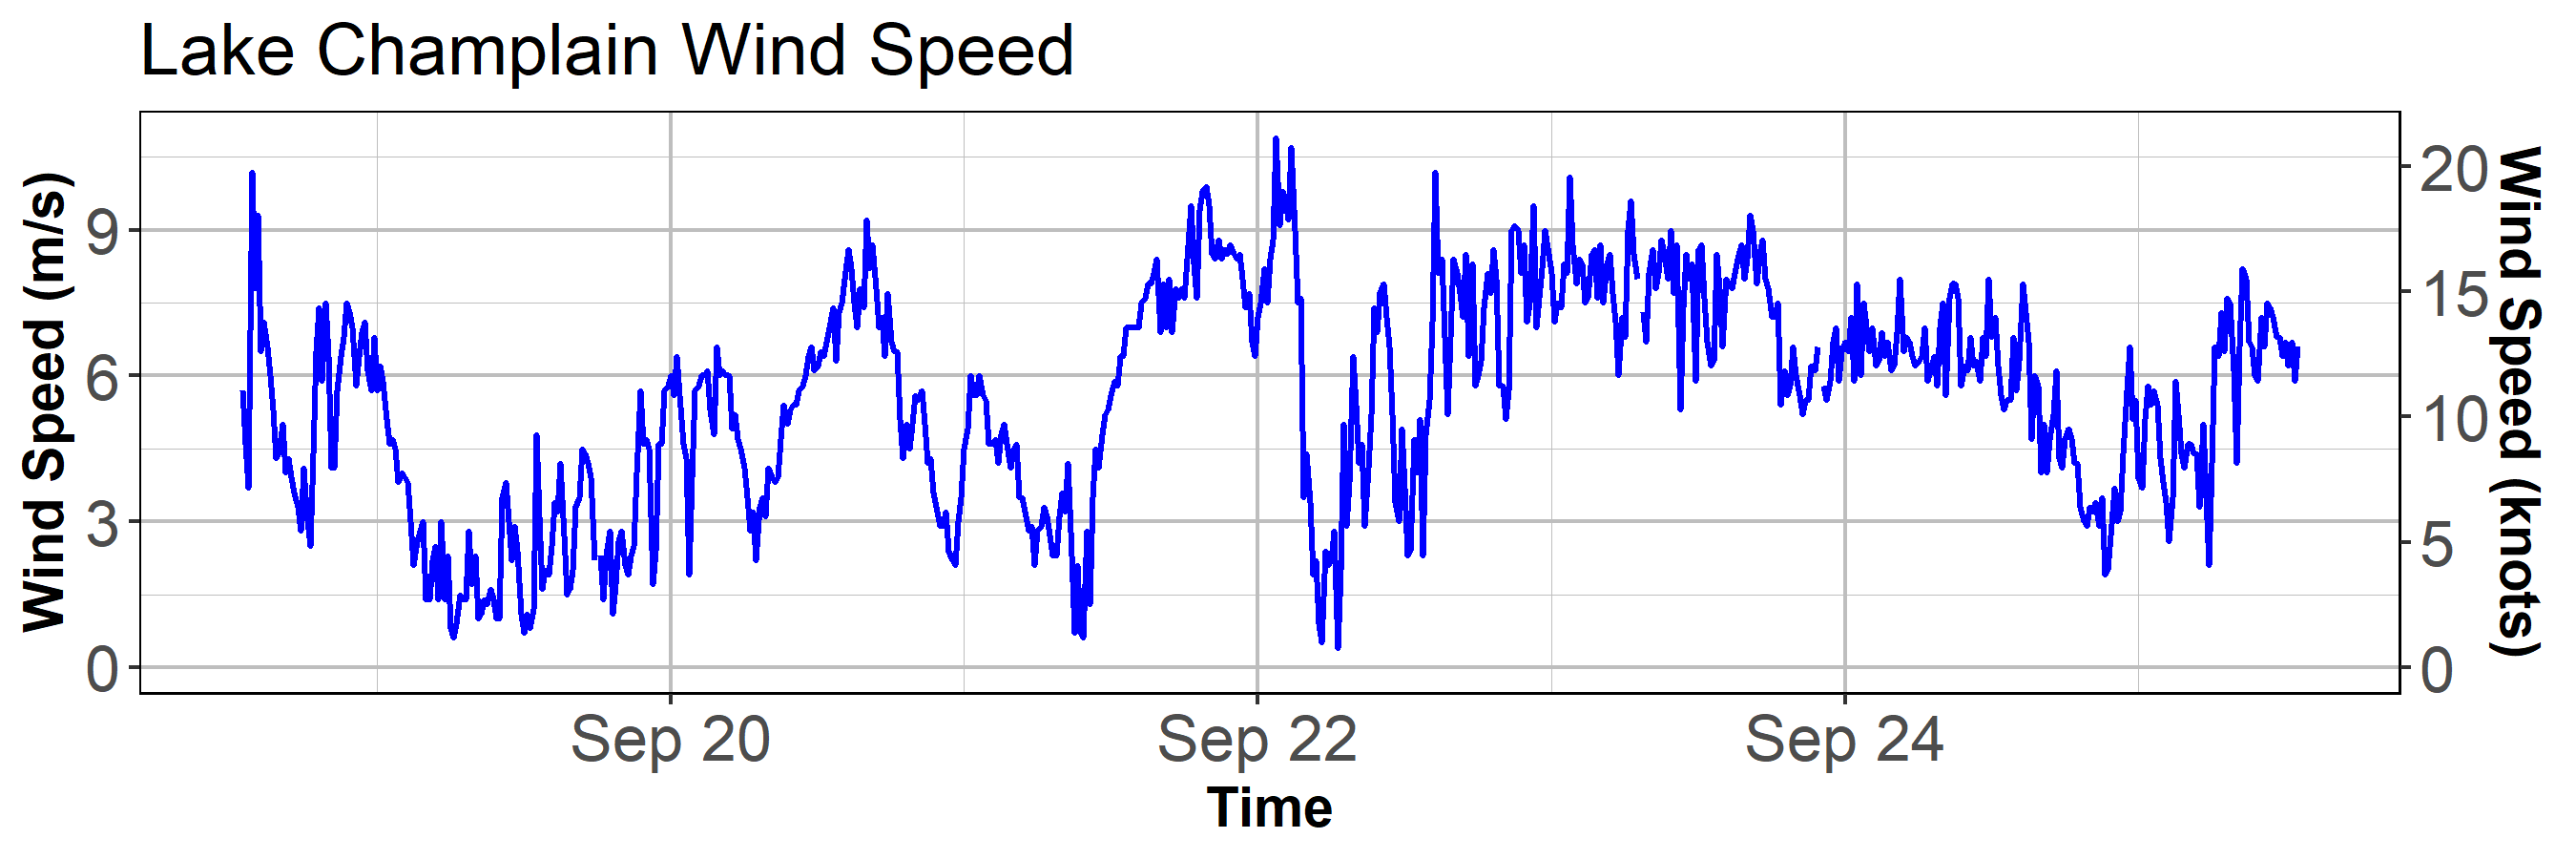 Lake Champlain Wind Speed
Wind Speed (m/s)
9
6
3
0
20
15
10
5
0
Wind Speed (knots)
Sep 20
Sep 22
Sep 24
Time